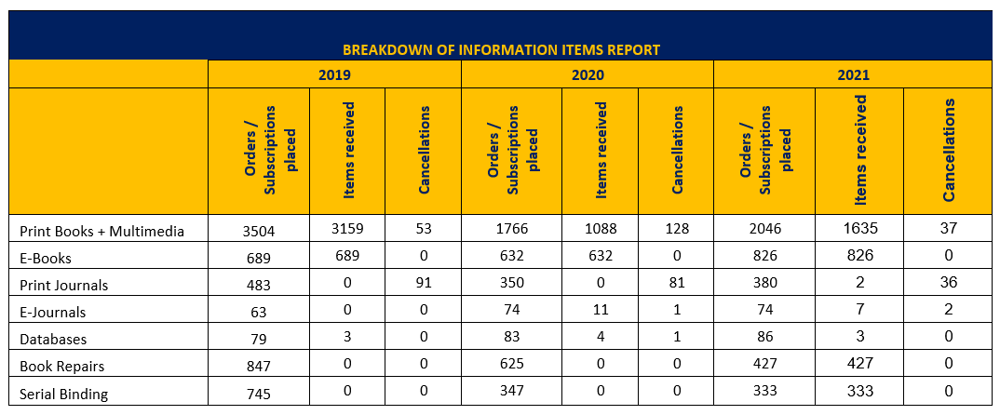 BREAKDOWN OF INFORMATION ITEMS REPORT
2019 2020 2021
Orders / Subscriptions placed Items received Cancellations Orders / Subscriptions placed Items received Cancellations Orders / Subscriptions placed Items received Cancellations
Print Books + Multimedia 3504 3159 53 1766 1088 128 2046 1635 37
E-Books 689 689 0 632 632 0 826 826 0
Print Journals 483 0 91 350 0 81 380 2 36
E-Journals 63 0 0 74 11 1 74 7 2
Databases 79 3 0 83 4 1 86 3 0
Book Repairs 847 0 0 625 0 0 427 427 0
Serial Binding 745 0 0 347 0 0 333 333 0